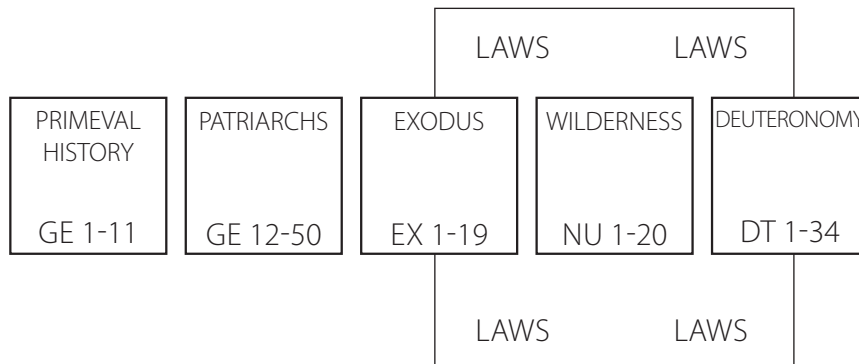 LAWS LAWS
PRIMEVAL
HISTORY
GE 1-11
PATRIARCHS
GE 12-50
EXODUS
EX 1-19
WILDERNESS
NU 1-20
DEUTERONOMY
DT 1-34
LAWS LAWS